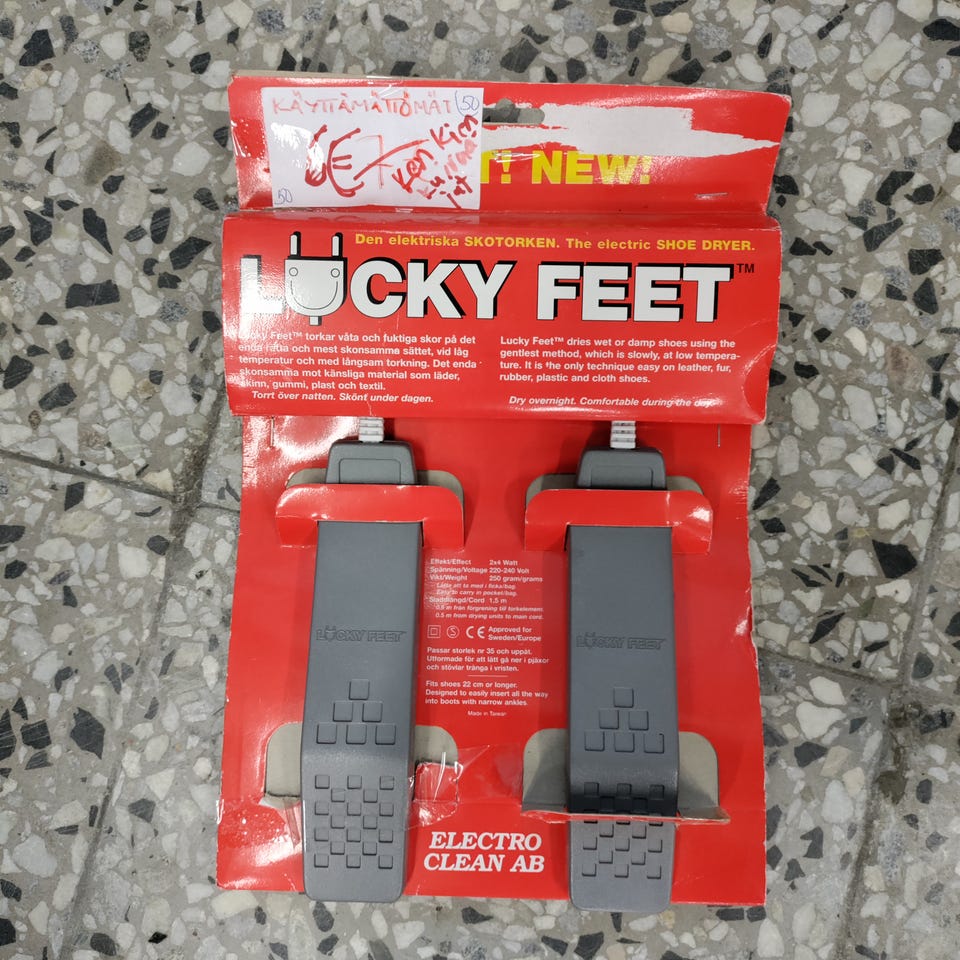 KÄYTTÄMÄTTÖMÄT 50
7
50
T! NEW!
Den elektriska SKOTORKEN. The electric SHOE DRYER.
LUCKY FEET™
Lucky Feet™ torkar våta och fuktiga skor på det
enda rätta och mest skonsamma sättet, vid låg
temperatur och med långsam torkning. Det enda
skonsamma mot känsliga material som läder,
skinn, gummi, plast och textil.
Torrt över natten. Skönt under dagen.
Lucky Feet™ dries wet or damp shoes using the
gentlest method, which is slowly, at low tempera-
ture. It is the only technique easy on leather, fur,
rubber, plastic and cloth shoes.
Dry overnight. Comfortable during the day.
Effekt/Effect 2x4 Watt
Spänning/Voltage 220-240 Volt
Vikt/Weight 250 gram/grams
- Lätta att ta med i ficka/bag.
Easy to carry in pocket/bag.
Sladdlängd/Cord 1,5 m
0.5 m från förgrening till torkelement.
0.5 m from drying units to main cord.
S CE Approved for
Sweden/Europe
Passar storlek nr 35 och uppåt.
Utformade för att lätt gå ner i pjäxor
och stövlar trånga i vristen.
Fits shoes 22 cm or longer.
Designed to easily insert all the way
into boots with narrow ankles.
Made in Taiwan
LUCKY FEET
LUCKY FEET
ELECTRO
CLEAN AB